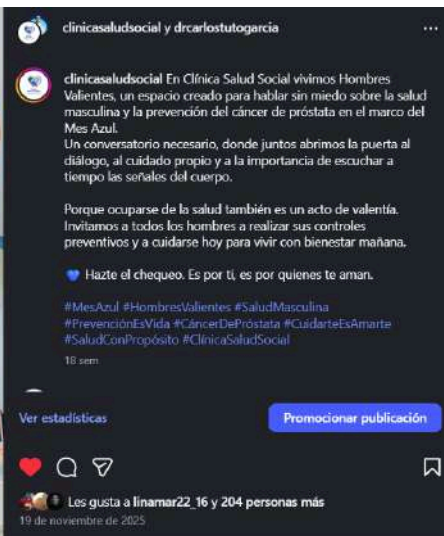 clinicasaludsocial y drcarlostutogarcia
clinicasaludsocial En Clínica Salud Social vivimos Hombres
Valientes, un espacio creado para hablar sin miedo sobre la salud
masculina y la prevención del cáncer de próstata en el marco del
Mes Azul.
Un conversatorio necesario, donde juntos abrimos la puerta al
diálogo, al cuidado propio y a la importancia de escuchar a
tiempo las señales del cuerpo.
Porque ocuparse de la salud también es un acto de valentía.
Invitamos a todos los hombres a realizar sus controles
preventivos y a cuidarse hoy para vivir con bienestar mañana.
💙 Hazte el chequeo. Es por ti, es por quienes te aman.
#MesAzul #HombresValientes #SaludMasculina
#PrevenciónEsVida #CáncerDePróstata #CuidarteEsAmarte
#SaludConPropósito #ClínicaSaludSocial
18 sem
Ver estadísticas
Promocionar publicación
Les gusta a linamar22_16 y 204 personas más
19 de noviembre de 2025